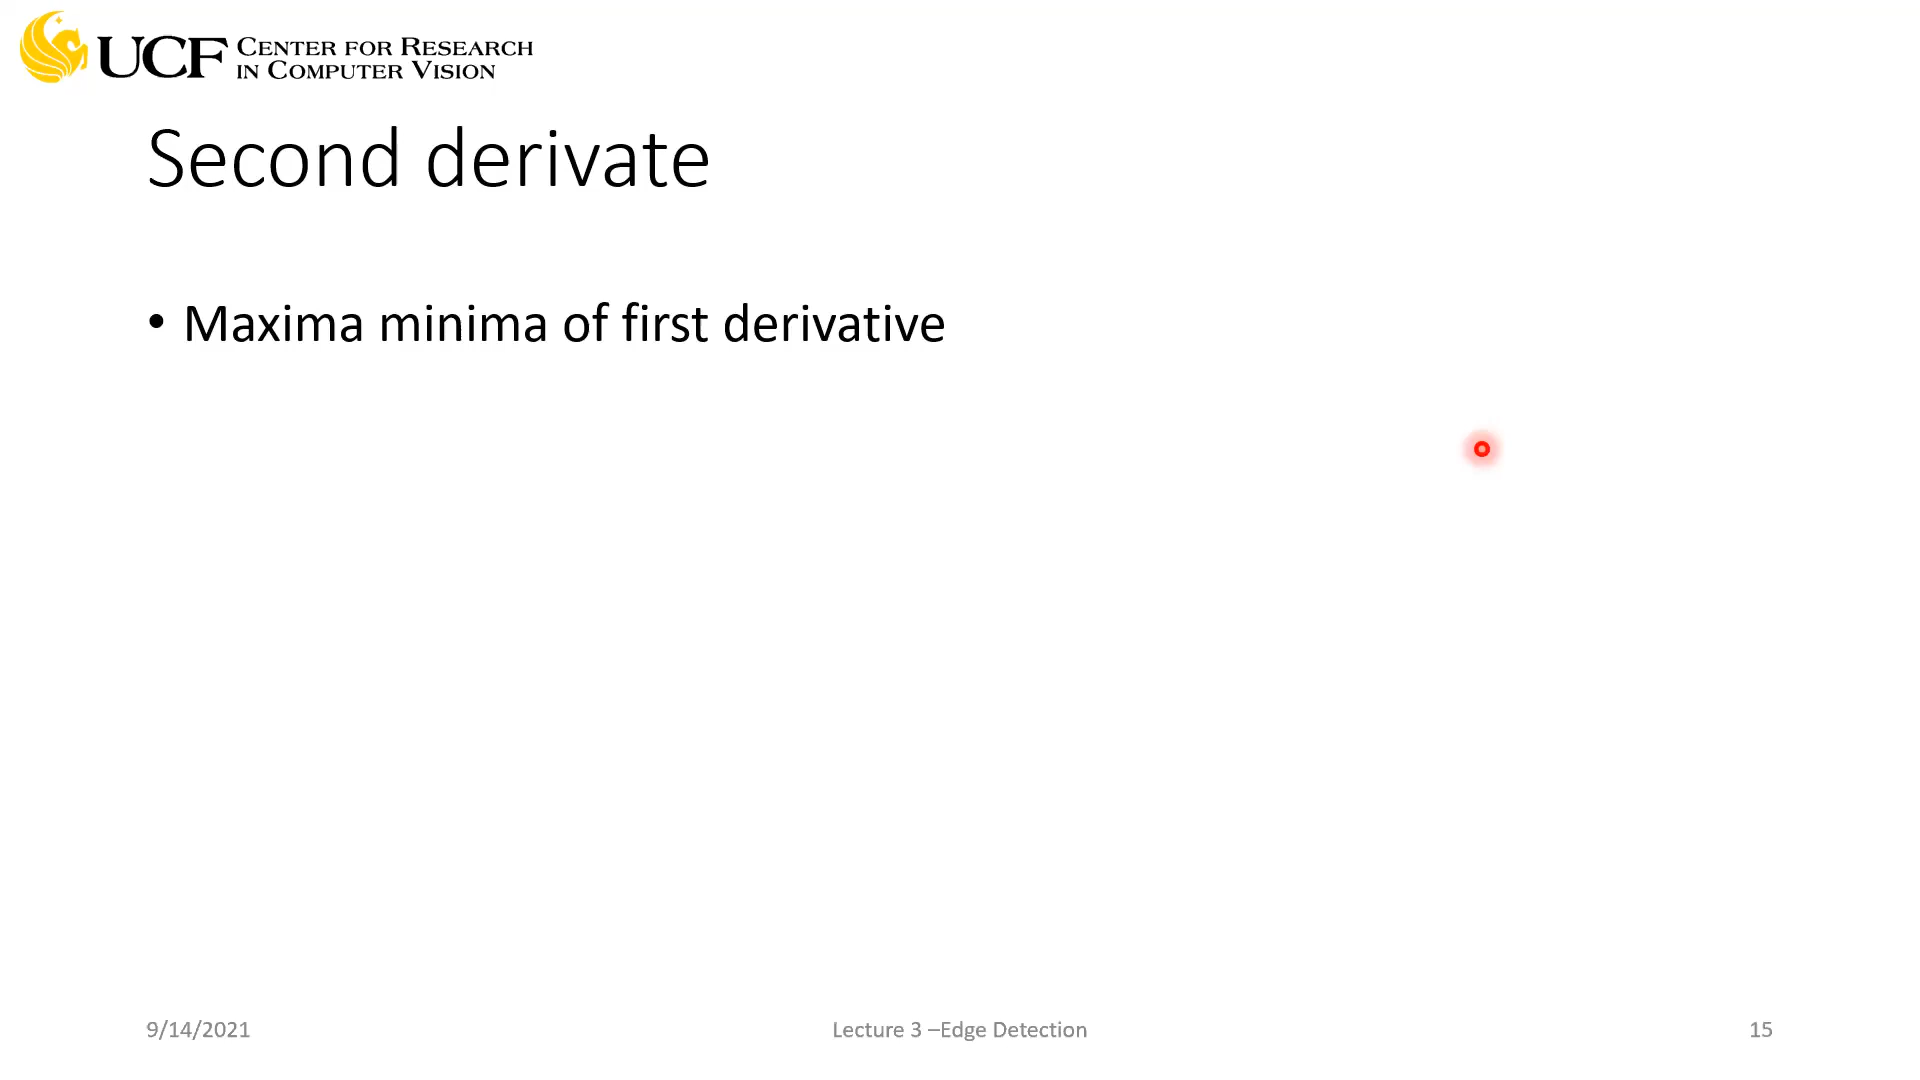 UCF CENTER FOR RESEARCH
IN COMPUTER VISION
Second derivate
• Maxima minima of first derivative
9/14/2021
Lecture 3 –Edge Detection
15